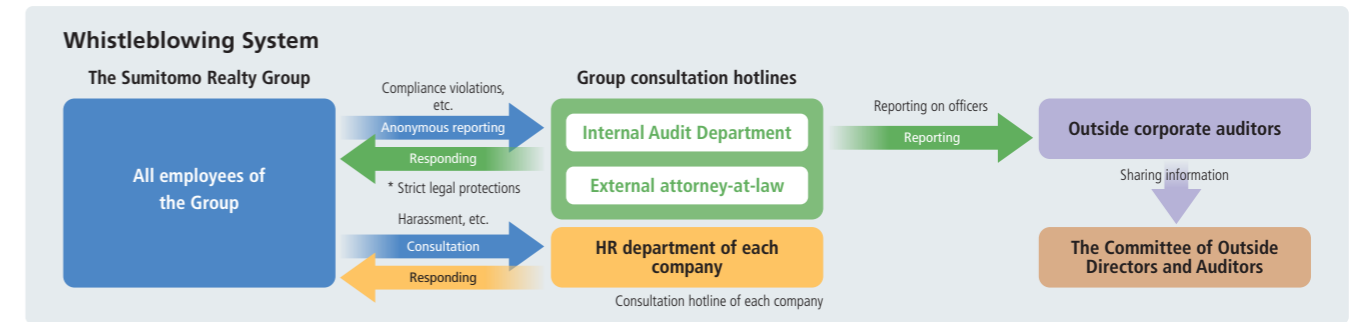 Whistleblowing System
The Sumitomo Realty Group
All employees of
the Group
Compliance violations,
etc.
Anonymous reporting
Responding
* Strict legal protections
Harassment, etc.
Consultation
Responding
Group consultation hotlines
Internal Audit Department
External attorney-at-law
HR department of each
company
Consultation hotline of each company
Reporting on officers
Reporting
Outside corporate auditors
Sharing information
The Committee of Outside
Directors and Auditors